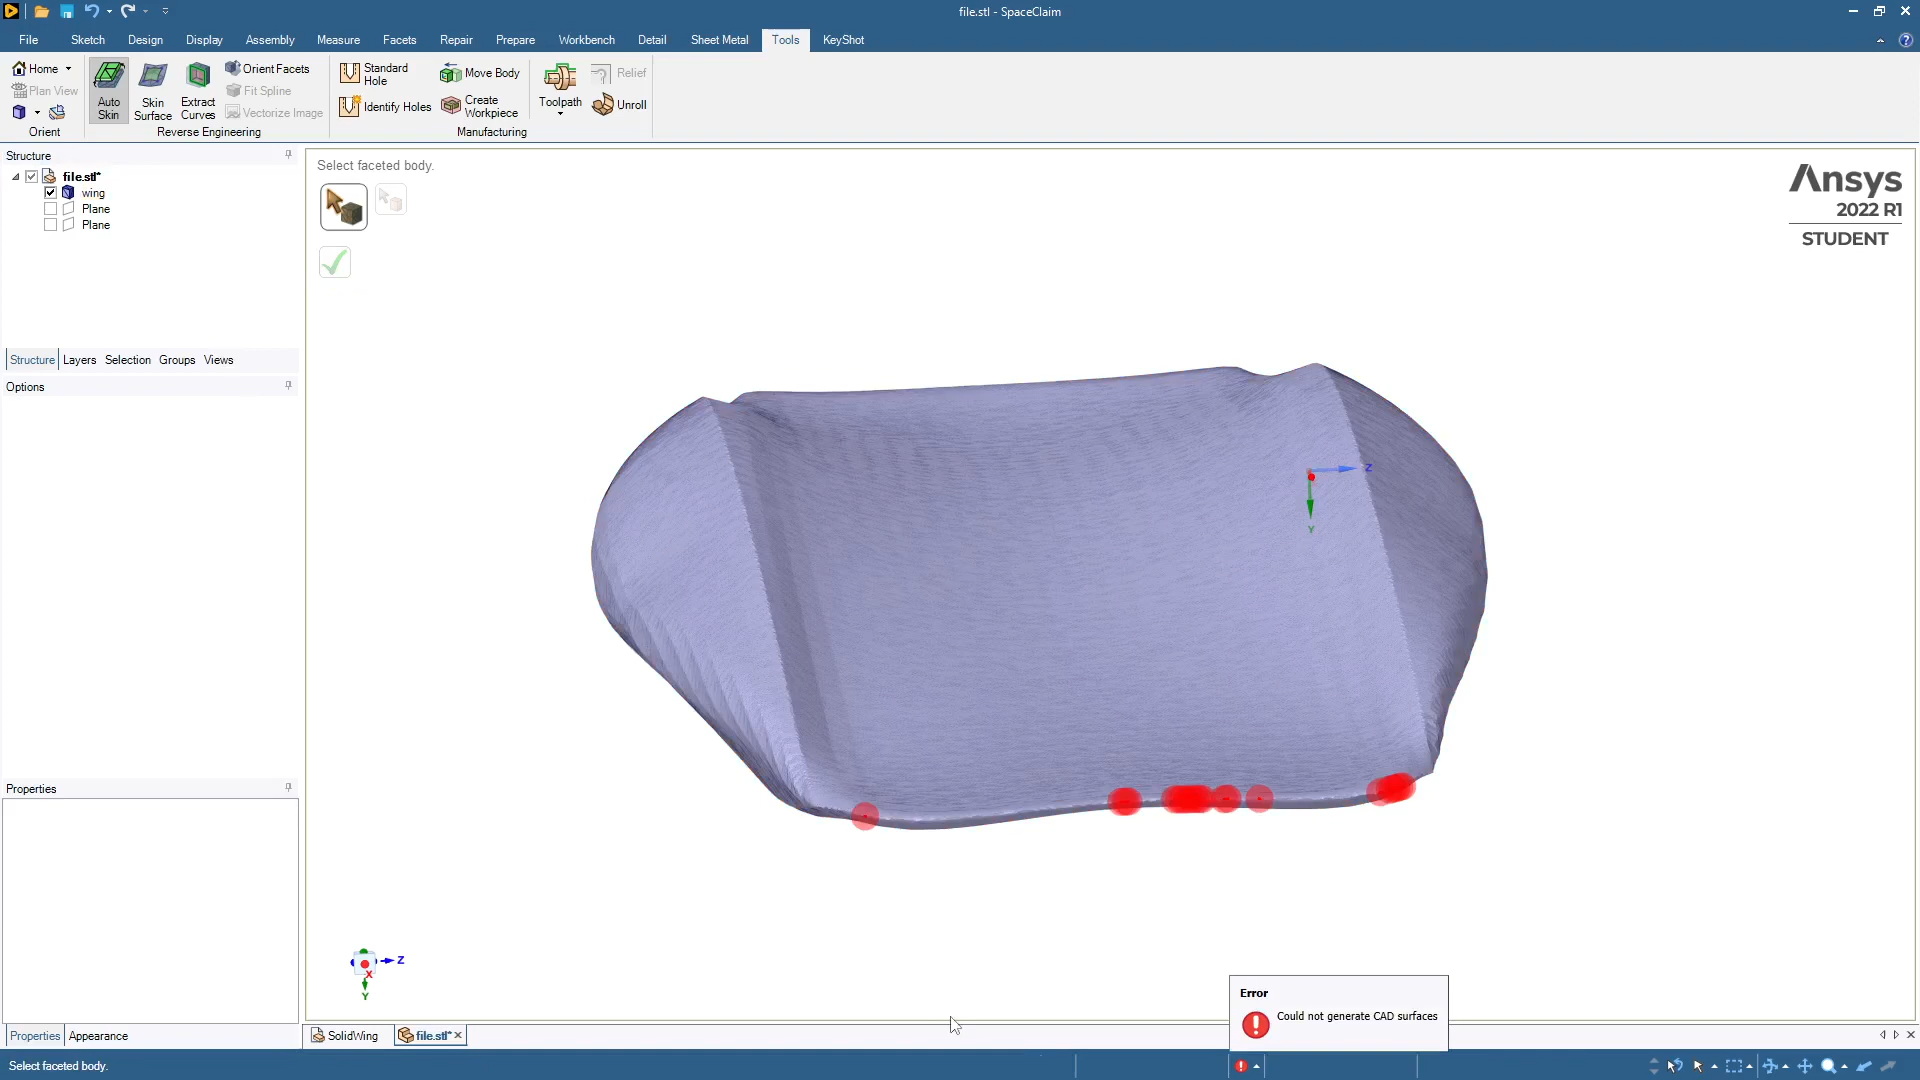 file.stl - SpaceClaim
File Sketch Design Display Assembly Measure Facets Repair Prepare Workbench Detail Sheet Metal Tools KeyShot
Home
Plan View
Orient
Auto Skin
Skin Surface
Extract Curves
Orient Facets
Fit Spline
Vectorize Image
Reverse Engineering
Standard Hole
Identify Holes
Move Body
Create Workpiece
Toolpath
Relief
Unroll
Manufacturing
Structure
file.stl*
wing
Plane
Plane
Structure Layers Selection Groups Views
Options
Properties
Properties Appearance
Select faceted body.
Ansys
2022 R1
STUDENT
Z
Y
Z
X
Y
Error
Could not generate CAD surfaces
SolidWing file.stl*
Select faceted body.